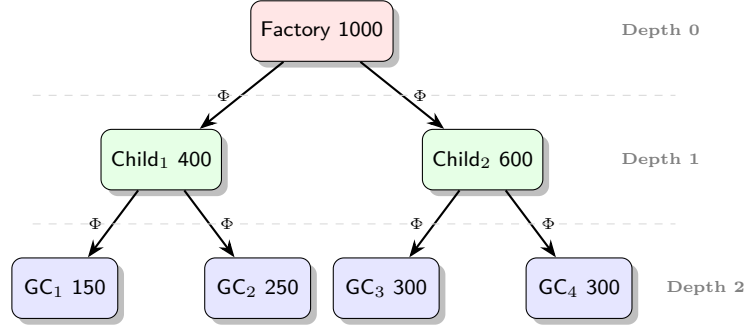 Factory 1000
Depth 0
Φ Φ
Child₁ 400
Child₂ 600
Depth 1
Φ Φ Φ Φ
GC₁ 150
GC₂ 250
GC₃ 300
GC₄ 300
Depth 2